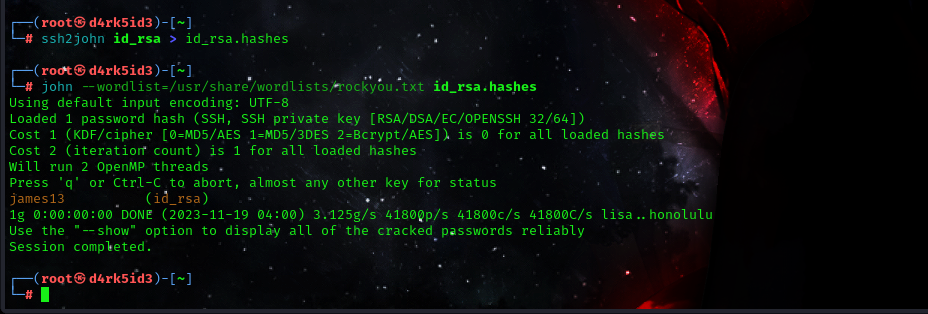 ┌──(root㉿d4rk5id3)-[~]
└─# ssh2john id_rsa > id_rsa.hashes
┌──(root㉿d4rk5id3)-[~]
└─# john --wordlist=/usr/share/wordlists/rockyou.txt id_rsa.hashes
Using default input encoding: UTF-8
Loaded 1 password hash (SSH, SSH private key [RSA/DSA/EC/OPENSSH 32/64])
Cost 1 (KDF/cipher [0=MD5/AES 1=MD5/3DES 2=Bcrypt/AES]) is 0 for all loaded hashes
Cost 2 (iteration count) is 1 for all loaded hashes
Will run 2 OpenMP threads
Press 'q' or Ctrl-C to abort, almost any other key for status
james13          (id_rsa)
1g 0:00:00:00 DONE (2023-11-19 04:00) 3.125g/s 41800p/s 41800c/s 41800C/s lisa..honolulu
Use the "--show" option to display all of the cracked passwords reliably
Session completed.
┌──(root㉿d4rk5id3)-[~]
└─#